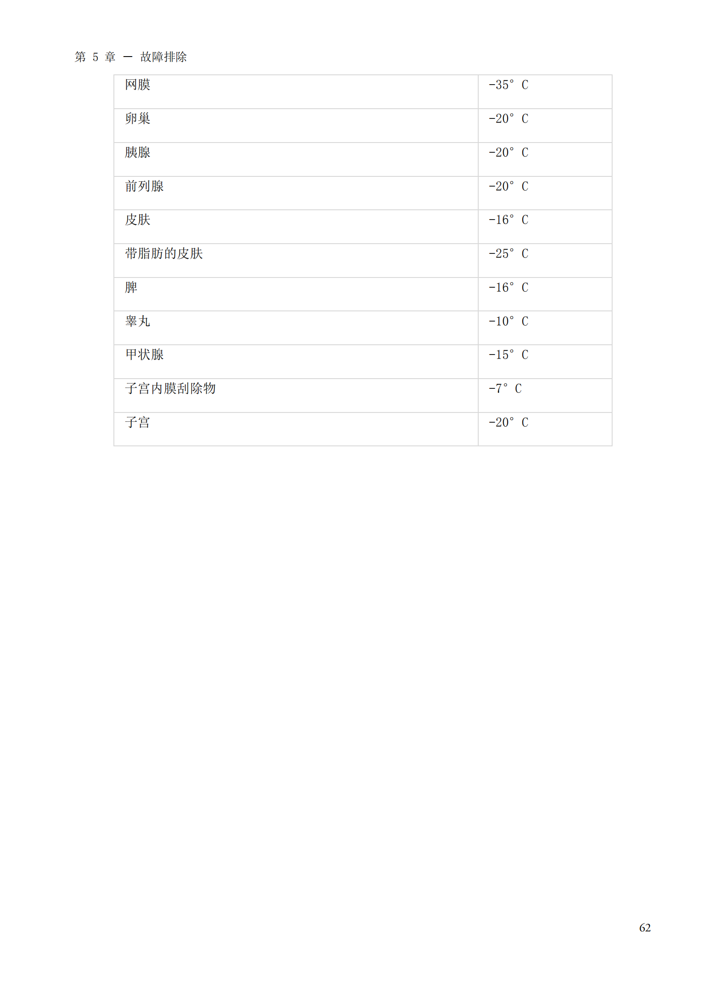 第 5 章 — 故障排除
网膜 -35° C
卵巢 -20° C
胰腺 -20° C
前列腺 -20° C
皮肤 -16° C
带脂肪的皮肤 -25° C
脾 -16° C
睾丸 -10° C
甲状腺 -15° C
子宫内膜刮除物 -7° C
子宫 -20° C
62